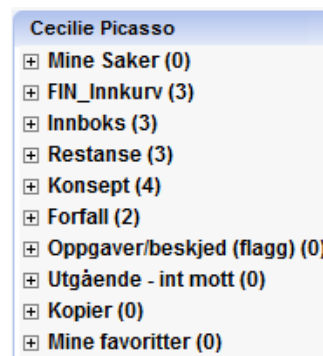 Cecilie Picasso
Mine Saker (0)
FIN_Innkurv (3)
Innboks (3)
Restanse (3)
Konsept (4)
Forfall (2)
Oppgaver/beskjed (flagg) (0)
Utgående - int mott (0)
Kopier (0)
Mine favoritter (0)